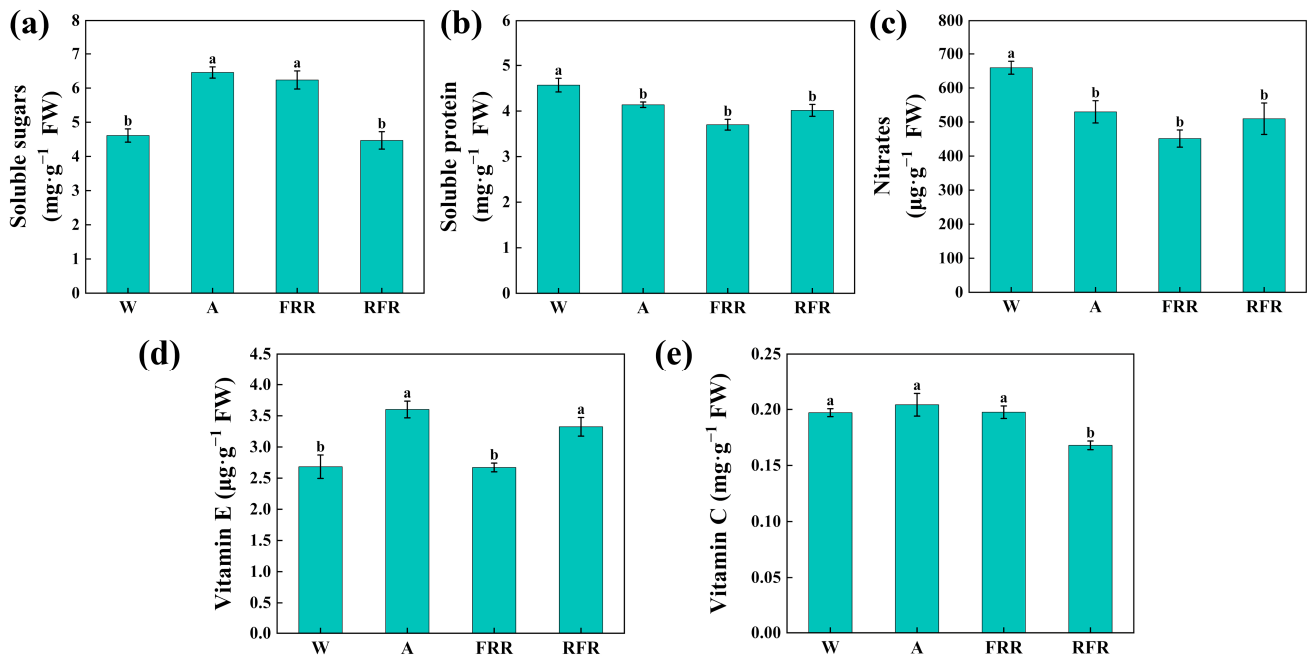 (a)
Soluble sugars
(mg·g⁻¹ FW)
8
7
6
5
4
3
2
1
0
b
a
a
b
W
A
FRR
RFR
(b)
Soluble protein
(mg·g⁻¹ FW)
6
5
4
3
2
1
0
a
b
b
b
W
A
FRR
RFR
(c)
Nitrates
(μg·g⁻¹ FW)
800
700
600
500
400
300
200
100
0
a
b
b
b
W
A
FRR
RFR
(d)
Vitamin E (μg·g⁻¹ FW)
4.5
4.0
3.5
3.0
2.5
2.0
1.5
1.0
0.5
0.0
b
a
b
a
W
A
FRR
RFR
(e)
Vitamin C (mg·g⁻¹ FW)
0.25
0.20
0.15
0.10
0.05
0.00
a
a
a
b
W
A
FRR
RFR